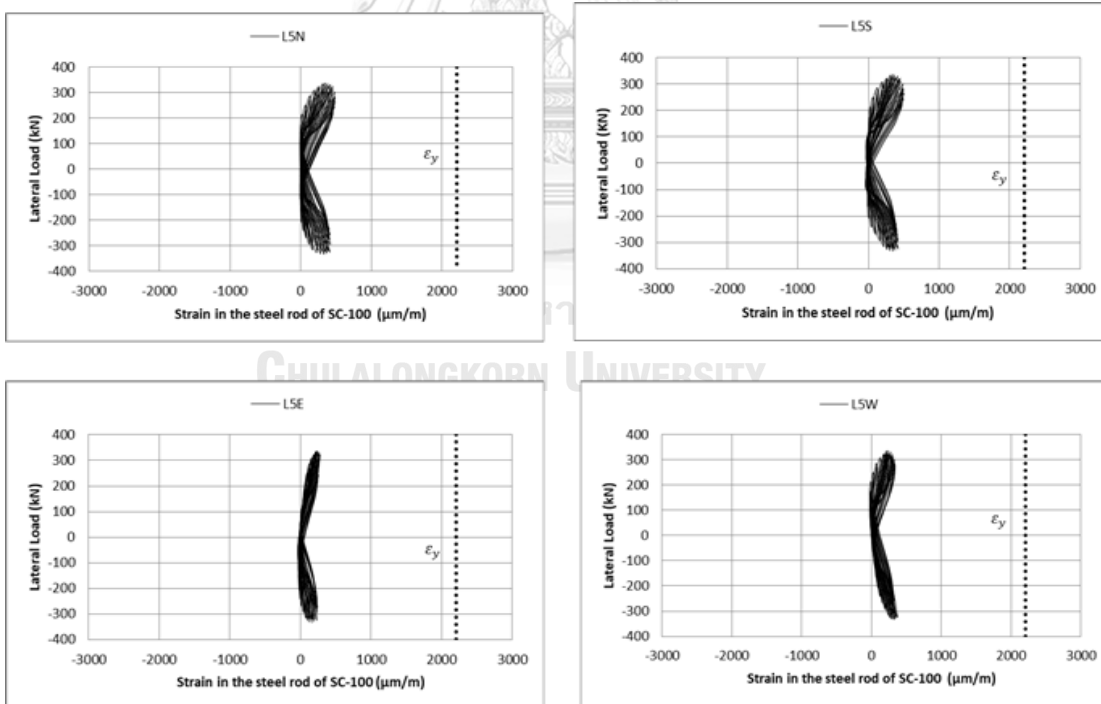 L5N
400
300
200
100
0
-100
-200
-300
-400
-3000 -2000 -1000 0 1000 2000 3000
Lateral Load (kN)
Strain in the steel rod of SC-100 (µm/m)
εy
L5S
400
300
200
100
0
-100
-200
-300
-400
-3000 -2000 -1000 0 1000 2000 3000
Lateral Load (KN)
Strain in the steel rod of SC-100 (µm/m)
εy
CHULALONGKORN UNIVERSITY
L5E
400
300
200
100
0
-100
-200
-300
-400
-3000 -2000 -1000 0 1000 2000 3000
Lateral Load (kN)
Strain in the steel rod of SC-100 (µm/m)
εy
L5W
400
300
200
100
0
-100
-200
-300
-400
-3000 -2000 -1000 0 1000 2000 3000
Lateral Load (kN)
Strain in the steel rod of SC-100 (µm/m)
εy